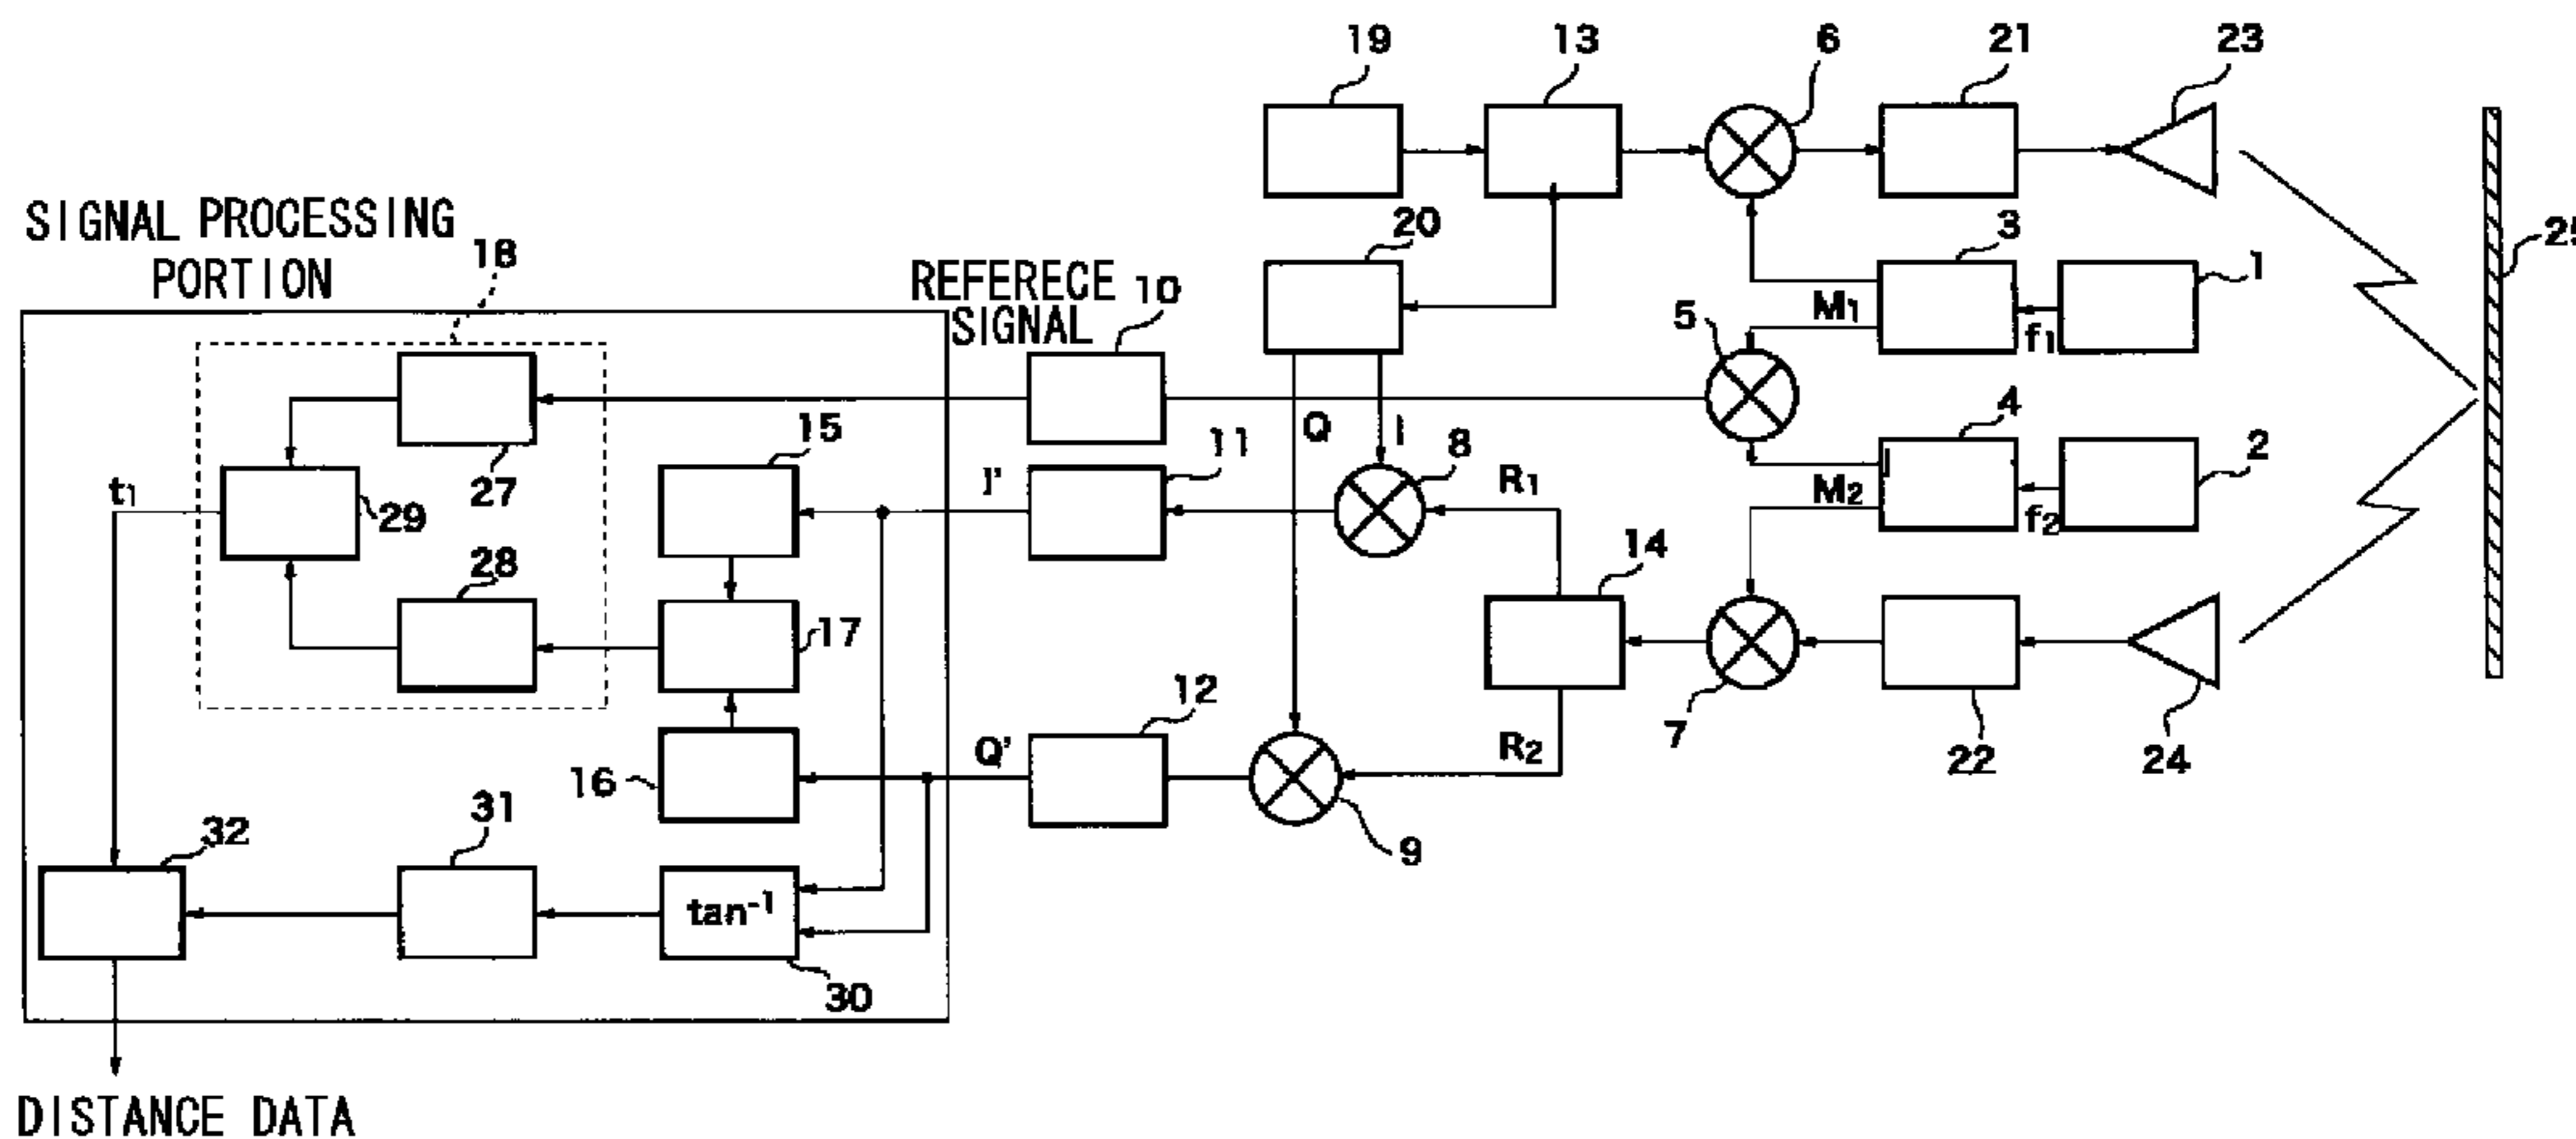 19 13 6 21 23
SIGNAL PROCESSING
PORTION
18
20
3
25
REFERECE
SIGNAL
10
1
5
M1
f1
15
Q
I
4
27
11
8
2
t1
29
I'
R1
M2
f2
28
14
17
12
7
16
Q'
R2
22
24
32
31
9
tan-1
30
DISTANCE DATA